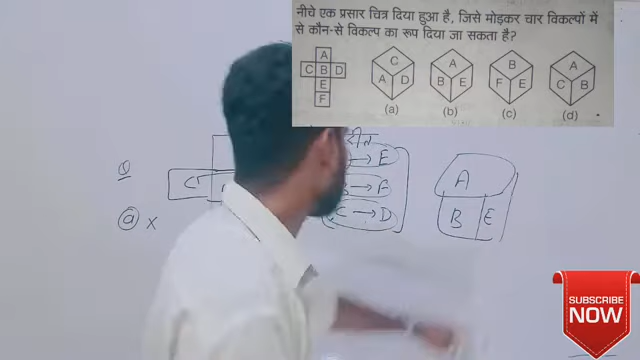 नीचे एक प्रसार चित्र दिया हुआ है, जिसे मोड़कर चार विकल्पों में
से कौन-से विकल्प का रूप दिया जा सकता है?
A
C B D
E
F
C
A D
(a)
A
B E
(b)
B
F E
(c)
A
C B
(d)
→ E
→ F
C → D
Q
C
(a) ×
A
B E
SUBSCRIBE
NOW